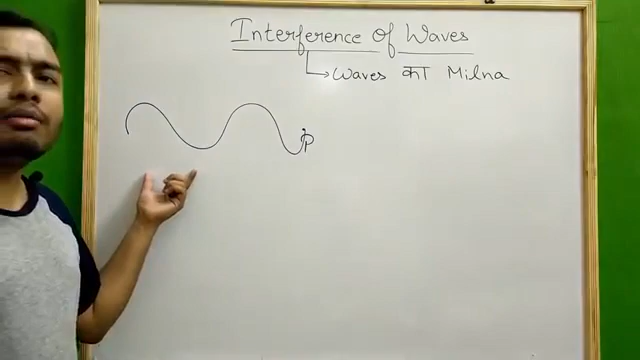 Interference of Waves
Waves का Milna
P